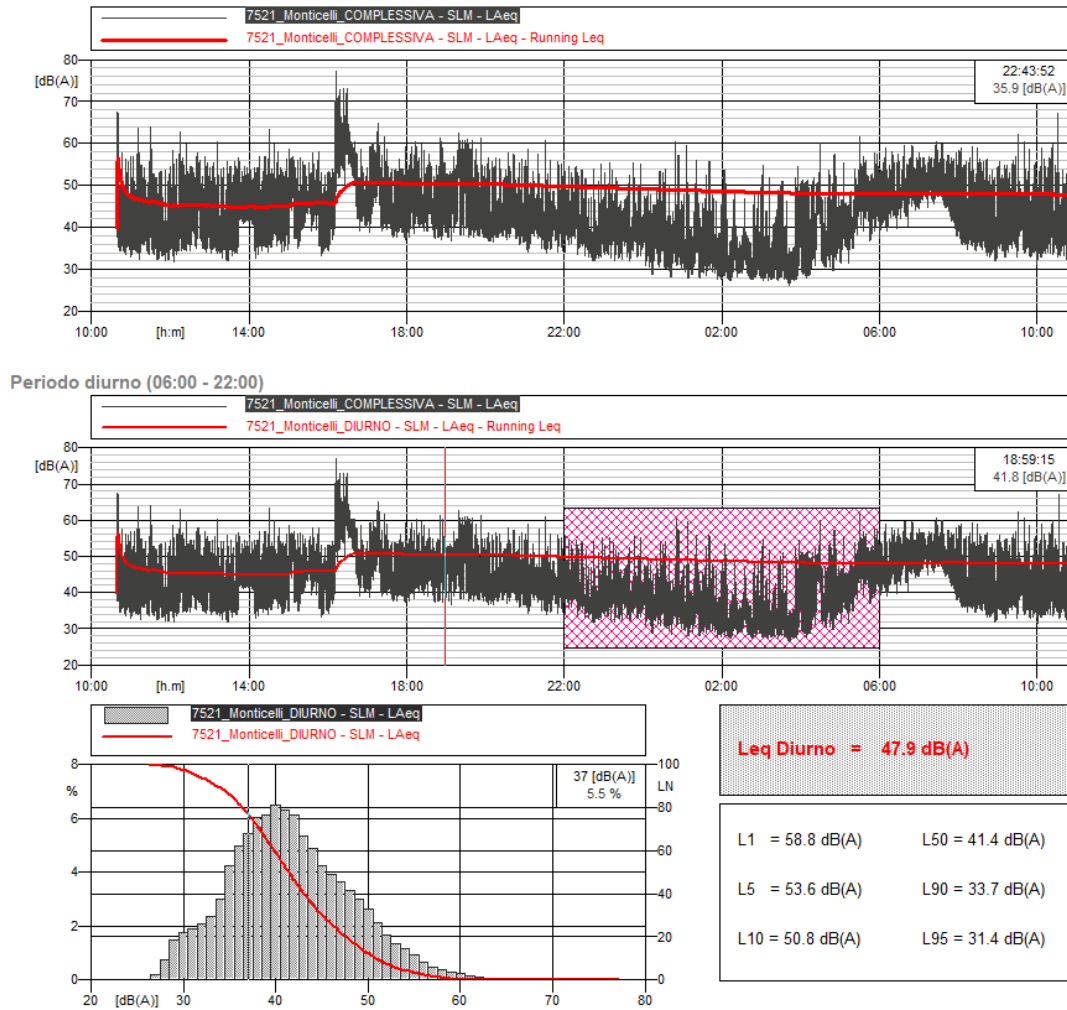 7521_Monticelli_COMPLESSIVA - SLM - LAeq
7521_Monticelli_COMPLESSIVA - SLM - LAeq - Running Leq
80
[dB(A)]
70
60
50
40
30
20
22:43:52
35.9 [dB(A)]
10:00 [h:m] 14:00 18:00 22:00 02:00 06:00 10:00
Periodo diurno (06:00 - 22:00)
7521_Monticelli_COMPLESSIVA - SLM - LAeq
7521_Monticelli_DIURNO - SLM - LAeq - Running Leq
80
[dB(A)]
70
60
50
40
30
20
18:59:15
41.8 [dB(A)]
10:00 [h:m] 14:00 18:00 22:00 02:00 06:00 10:00
7521_Monticelli_DIURNO - SLM - LAeq
7521_Monticelli_DIURNO - SLM - LAeq
8
%
6
4
2
0
37 [dB(A)]
5.5 %
100
LN
80
60
40
20
0
20 [dB(A)] 30 40 50 60 70 80
Leq Diurno = 47.9 dB(A)
L1 = 58.8 dB(A) L50 = 41.4 dB(A)
L5 = 53.6 dB(A) L90 = 33.7 dB(A)
L10 = 50.8 dB(A) L95 = 31.4 dB(A)